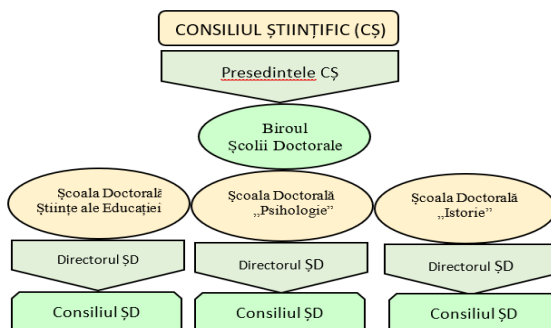 CONSILIUL ȘTIINȚIFIC (CȘ)
Presedintele CȘ
Biroul
Școlii Doctorale
Școala Doctorală
Științe ale Educației
Școala Doctorală
„Psihologie”
Școala Doctorală
„Istorie”
Directorul ȘD
Directorul ȘD
Directorul ȘD
Consiliul ȘD
Consiliul ȘD
Consiliul ȘD